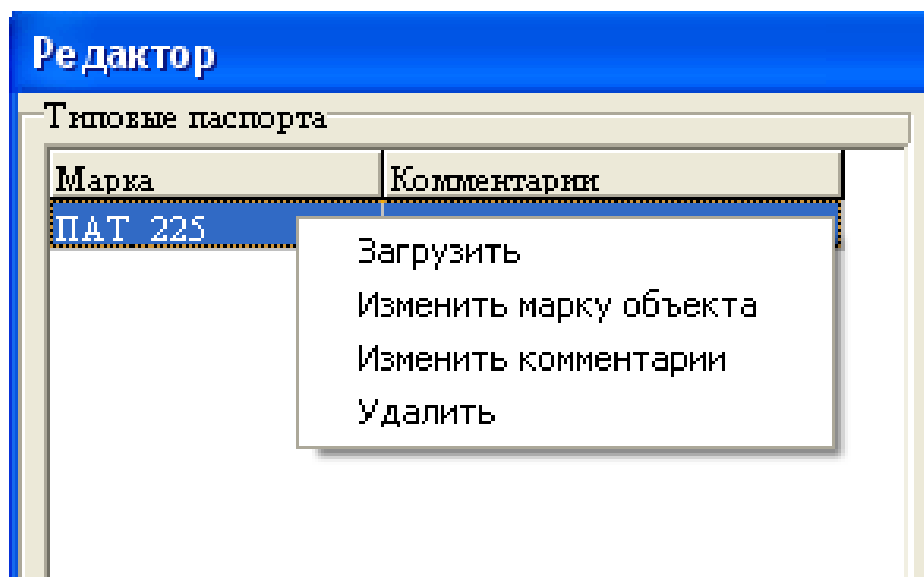 Редактор
Типовые паспорта
Марка Комментарии
ПАТ 225
Загрузить
Изменить марку объекта
Изменить комментарии
Удалить